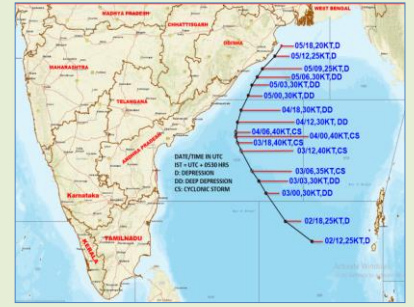 MADHYA PRADESH
WEST BENGAL
CHHATTISGARH
ODISHA
05/18,20KT,D
05/12,25KT,D
MAHARASHTRA
05/09,25KT,D
05/06,30KT,DD
05/03,30KT,DD
05/00,30KT,DD
TELANGANA
04/18,30KT,DD
04/12,30KT,DD
ANDHRA PRADESH
04/06,40KT,CS
04/00,40KT,CS
03/18,40KT,CS
03/12,40KT,CS
DATE/TIME IN UTC
IST = UTC + 0530 HRS
D: DEPRESSION
DD: DEEP DEPRESSION
CS: CYCLONIC STORM
03/06,35KT,CS
03/03,30KT,DD
03/00,30KT,DD
Karnataka
02/18,25KT,D
KERALA
TAMILNADU
02/12,25KT,D